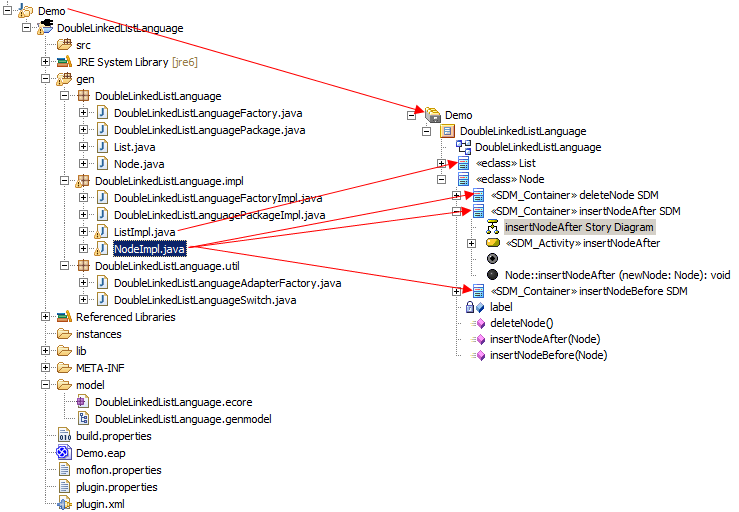 Demo
DoubleLinkedListLanguage
src
JRE System Library [jre6]
gen
DoubleLinkedListLanguage
DoubleLinkedListLanguageFactory.java
DoubleLinkedListLanguagePackage.java
List.java
Node.java
DoubleLinkedListLanguage.impl
DoubleLinkedListLanguageFactoryImpl.java
DoubleLinkedListLanguagePackageImpl.java
ListImpl.java
NodeImpl.java
DoubleLinkedListLanguage.util
DoubleLinkedListLanguageAdapterFactory.java
DoubleLinkedListLanguageSwitch.java
Referenced Libraries
instances
lib
META-INF
model
DoubleLinkedListLanguage.ecore
DoubleLinkedListLanguage.genmodel
build.properties
Demo.eap
moflon.properties
plugin.properties
plugin.xml
Demo
DoubleLinkedListLanguage
DoubleLinkedListLanguage
«eclass» List
«eclass» Node
«SDM_Container» deleteNode SDM
«SDM_Container» insertNodeAfter SDM
insertNodeAfter Story Diagram
«SDM_Activity» insertNodeAfter
Node::insertNodeAfter (newNode: Node): void
«SDM_Container» insertNodeBefore SDM
label
deleteNode()
insertNodeAfter(Node)
insertNodeBefore(Node)